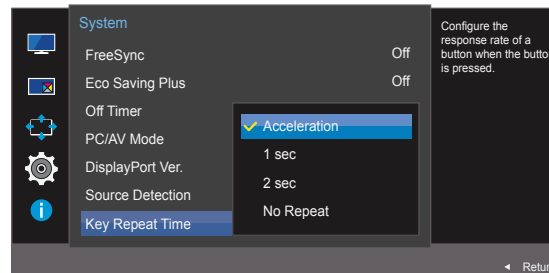 System
FreeSync Off
Eco Saving Plus Off
Off Timer
PC/AV Mode
DisplayPort Ver.
Source Detection
Key Repeat Time
Acceleration
1 sec
2 sec
No Repeat
Configure the
response rate of a
button when the butto
is pressed.
Retur